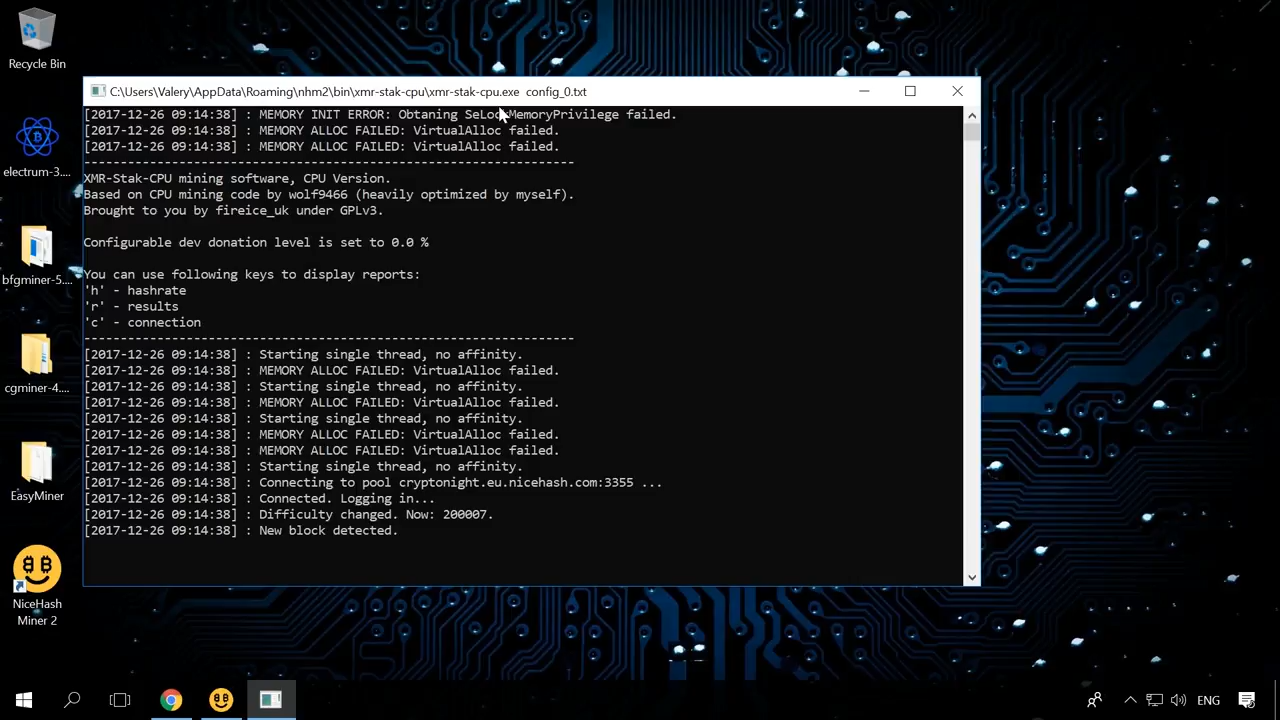 Recycle Bin
electrum-3....
bfgminer-5....
cgminer-4....
EasyMiner
NiceHash
Miner 2
C:\Users\Valery\AppData\Roaming\nhm2\bin\xmr-stak-cpu\xmr-stak-cpu.exe config_0.txt
[2017-12-26 09:14:38] : MEMORY INIT ERROR: Obtaning SeLockMemoryPrivilege failed.
[2017-12-26 09:14:38] : MEMORY ALLOC FAILED: VirtualAlloc failed.
[2017-12-26 09:14:38] : MEMORY ALLOC FAILED: VirtualAlloc failed.
-------------------------------------------------------------------
XMR-Stak-CPU mining software, CPU Version.
Based on CPU mining code by wolf9466 (heavily optimized by myself).
Brought to you by fireice_uk under GPLv3.
Configurable dev donation level is set to 0.0 %
You can use following keys to display reports:
'h' - hashrate
'r' - results
'c' - connection
-------------------------------------------------------------------
[2017-12-26 09:14:38] : Starting single thread, no affinity.
[2017-12-26 09:14:38] : MEMORY ALLOC FAILED: VirtualAlloc failed.
[2017-12-26 09:14:38] : Starting single thread, no affinity.
[2017-12-26 09:14:38] : MEMORY ALLOC FAILED: VirtualAlloc failed.
[2017-12-26 09:14:38] : Starting single thread, no affinity.
[2017-12-26 09:14:38] : MEMORY ALLOC FAILED: VirtualAlloc failed.
[2017-12-26 09:14:38] : MEMORY ALLOC FAILED: VirtualAlloc failed.
[2017-12-26 09:14:38] : Starting single thread, no affinity.
[2017-12-26 09:14:38] : Connecting to pool cryptonight.eu.nicehash.com:3355 ...
[2017-12-26 09:14:38] : Connected. Logging in...
[2017-12-26 09:14:38] : Difficulty changed. Now: 200007.
[2017-12-26 09:14:38] : New block detected.
ENG